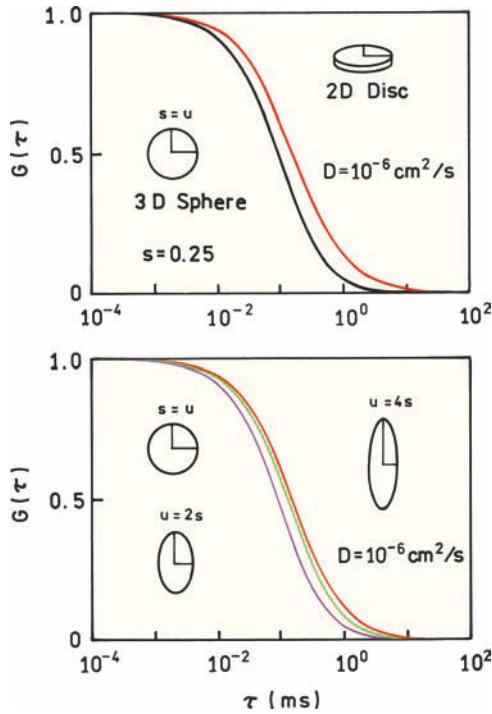 1.0
0.5
0
G(τ)
s=u
3D Sphere
s=0.25
2D Disc
D=10⁻⁶cm²/s
10⁻⁴ 10⁻² 10⁰ 10²
1.0
0.5
0
G(τ)
s=u
u=2s
u=4s
D=10⁻⁶cm²/s
10⁻⁴ 10⁻² 10⁰ 10²
τ (ms)